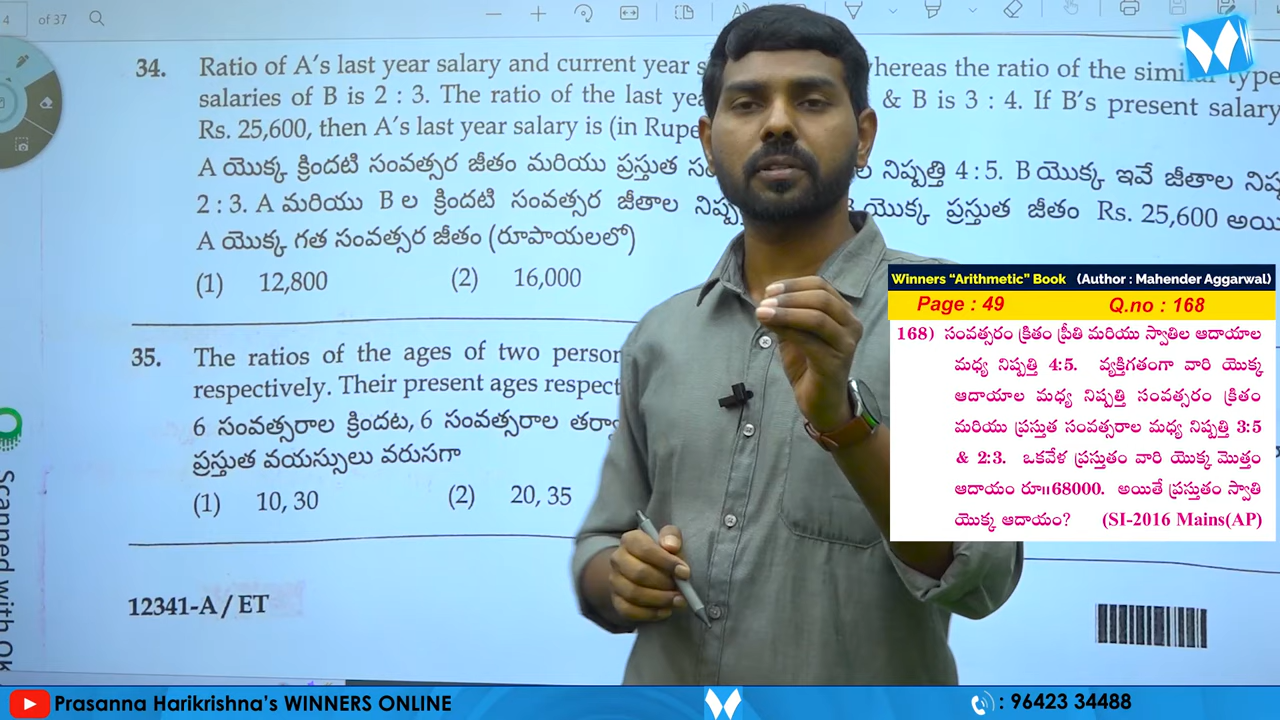 4 of 37
34. Ratio of A's last year salary and current year whereas the ratio of the similar type
salaries of B is 2 : 3. The ratio of the last & B is 3 : 4. If B's present salary
Rs. 25,600, then A's last year salary is (in
A యొక్క క్రిందటి సంవత్సర జీతం మరియు ప్రస్తుత నిష్పత్తి 4 : 5. B యొక్క ఇవే జీతాల
2 : 3. A మరియు B ల క్రిందటి సంవత్సర జీతాల యొక్క ప్రస్తుత జీతం Rs. 25,600
A యొక్క గత సంవత్సర జీతం (రూపాయలలో)
(1) 12,800 (2) 16,000
35. The ratios of the ages of two
respectively. Their present ages
6 సంవత్సరాల క్రిందట, 6 సంవత్సరాల
ప్రస్తుత వయస్సులు వరుసగా
(1) 10, 30 (2) 20, 35
12341-A / ET
Scanned with
Winners “Arithmetic” Book (Author : Mahender Aggarwal)
Page : 49 Q.no : 168
168) సంవత్సరం క్రితం ప్రీతి మరియు స్వాతిల ఆదాయాల
మధ్య నిష్పత్తి 4:5. వ్యక్తిగతంగా వారి యొక్క
ఆదాయాల మధ్య నిష్పత్తి సంవత్సరం క్రితం
మరియు ప్రస్తుత సంవత్సరాల మధ్య నిష్పత్తి 3:5
& 2:3. ఒకవేళ ప్రస్తుతం వారి యొక్క మొత్తం
ఆదాయం రూ॥68000. అయితే ప్రస్తుతం స్వాతి
యొక్క ఆదాయం? (SI-2016 Mains(AP)
Prasanna Harikrishna's WINNERS ONLINE
: 96423 34488